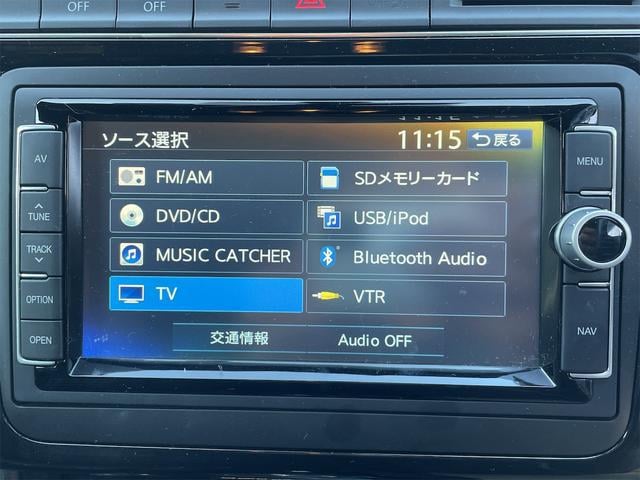 OFF OFF
ソース選択 11:15 戻る
FM/AM SDメモリーカード
DVD/CD USB/iPod
MUSIC CATCHER Bluetooth Audio
TV VTR
交通情報 Audio OFF
AV
TUNE
TRACK
OPTION
OPEN
MENU
NAV